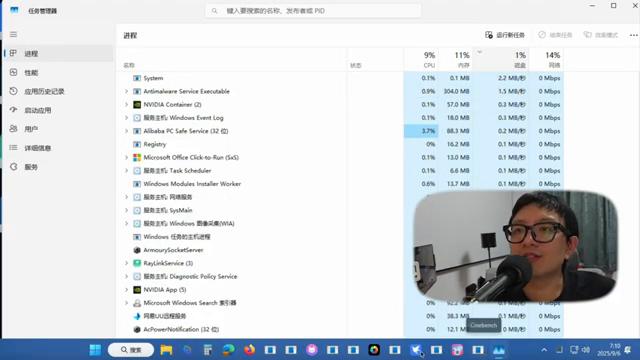 任务管理器
键入要搜索的名称、发布者或 PID
进程
性能
应用历史记录
启动应用
用户
详细信息
服务
进程
运行新任务
结束任务
效率模式
9% 11% 1% 14%
名称 状态 CPU 内存 磁盘 网络
System 0.1% 0.1 MB 2.2 MB/秒 0 Mbps
Antimalware Service Executable 0.9% 304.0 MB 1.5 MB/秒 0 Mbps
NVIDIA Container (2) 0.1% 57.0 MB 0.3 MB/秒 0 Mbps
服务主机: Windows Event Log 0.1% 18.0 MB 0.2 MB/秒 0 Mbps
Alibaba PC Safe Service (32 位) 3.7% 88.3 MB 0.2 MB/秒 0 Mbps
Registry 0% 16.2 MB 0.1 MB/秒 0 Mbps
Microsoft Office Click-to-Run (SxS) 0.1% 13.0 MB 0.1 MB/秒 0 Mbps
服务主机: Task Scheduler 0.1% 6.6 MB 0.1 MB/秒 0 Mbps
Windows Modules Installer Worker 0.6% 13.7 MB 0.1 MB/秒 0 Mbps
服务主机: 网络服务 0%
服务主机: SysMain
服务主机: Windows 图像采集(WIA)
Windows 任务的主机进程
ArmourySocketServer
RayLinkService (3)
服务主机: Diagnostic Policy Service
NVIDIA App (5)
Microsoft Windows Search 索引器 0% 92.2 MB
网易UU远程服务 0% 31.1 MB
AcPowerNotification (32 位) 0% 12.1 MB
Cinebench
搜索
7:10
2025/9/6